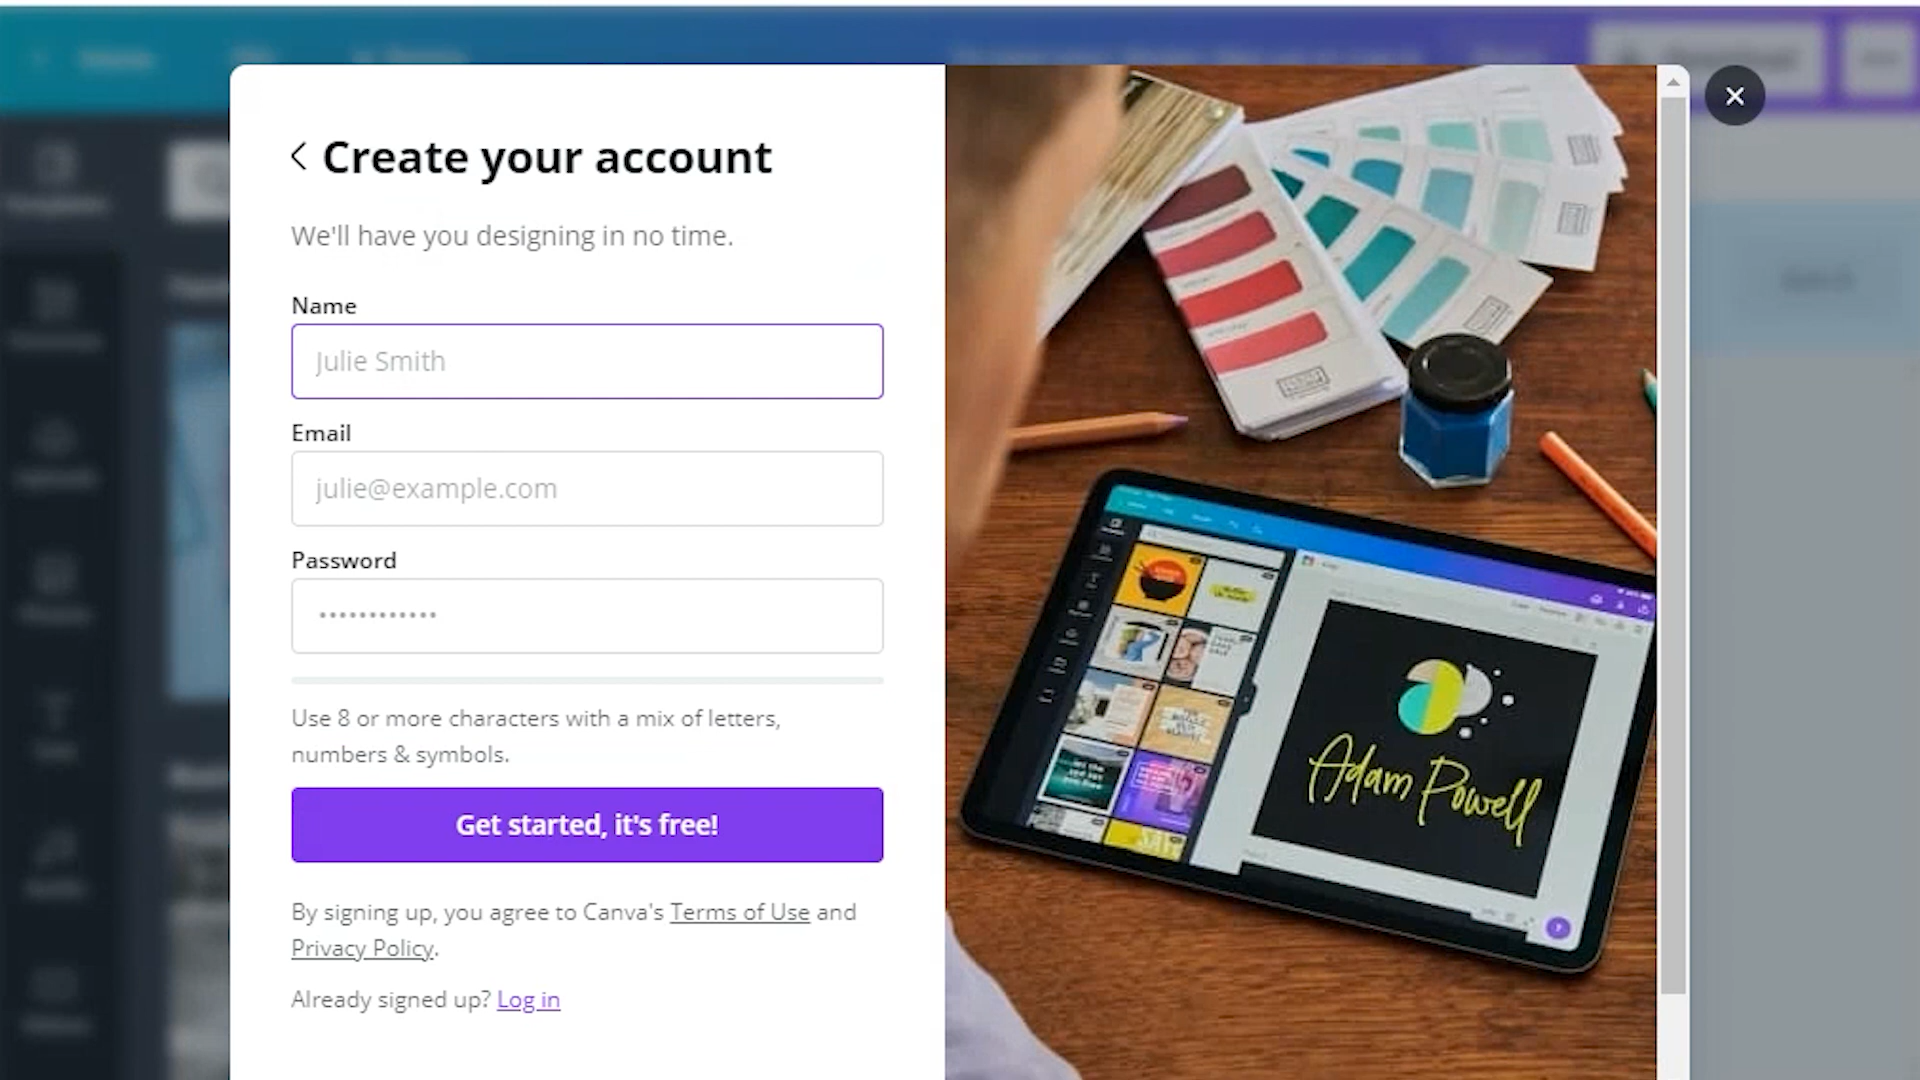 Create your account
We'll have you designing in no time.
Name
Julie Smith
Email
julie@example.com
Password
Use 8 or more characters with a mix of letters,
numbers & symbols.
Get started, it's free!
By signing up, you agree to Canva's Terms of Use and
Privacy Policy.
Already signed up? Log in
Adam Powell